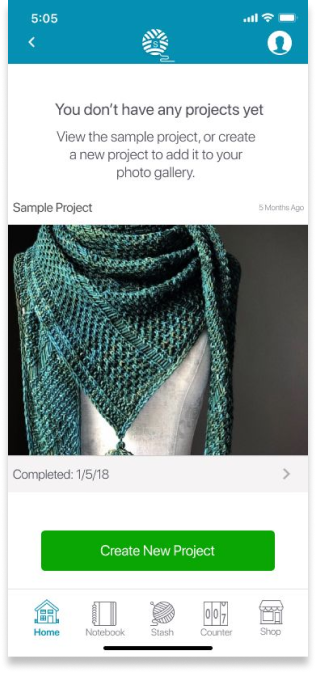 5:05
S
You don't have any projects yet
View the sample project, or create
a new project to add it to your
photo gallery.
Sample Project
5 Months Ago
Completed: 1/5/18
Create New Project
Home
Notebook
Stash
007
Counter
Shop